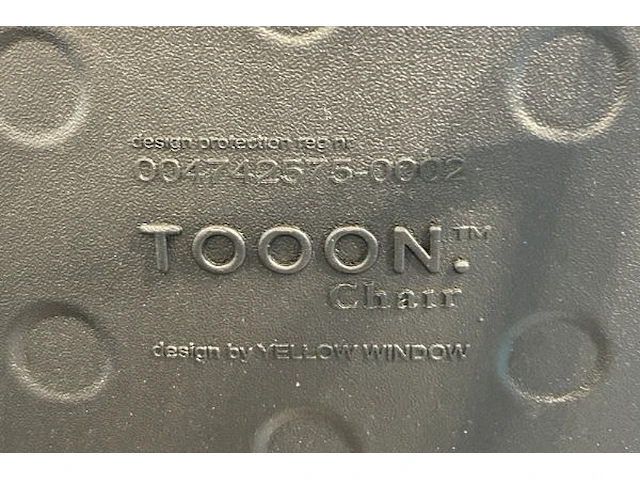 design protection reg nr.
004742575-0002
TOOON.™
Chair
design by YELLOW WINDOW